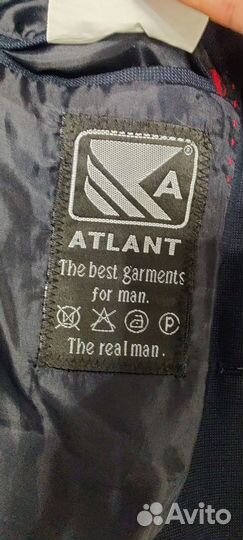 A
®
ATLANT
The best garments
for man.
a p
The real man.
Avito